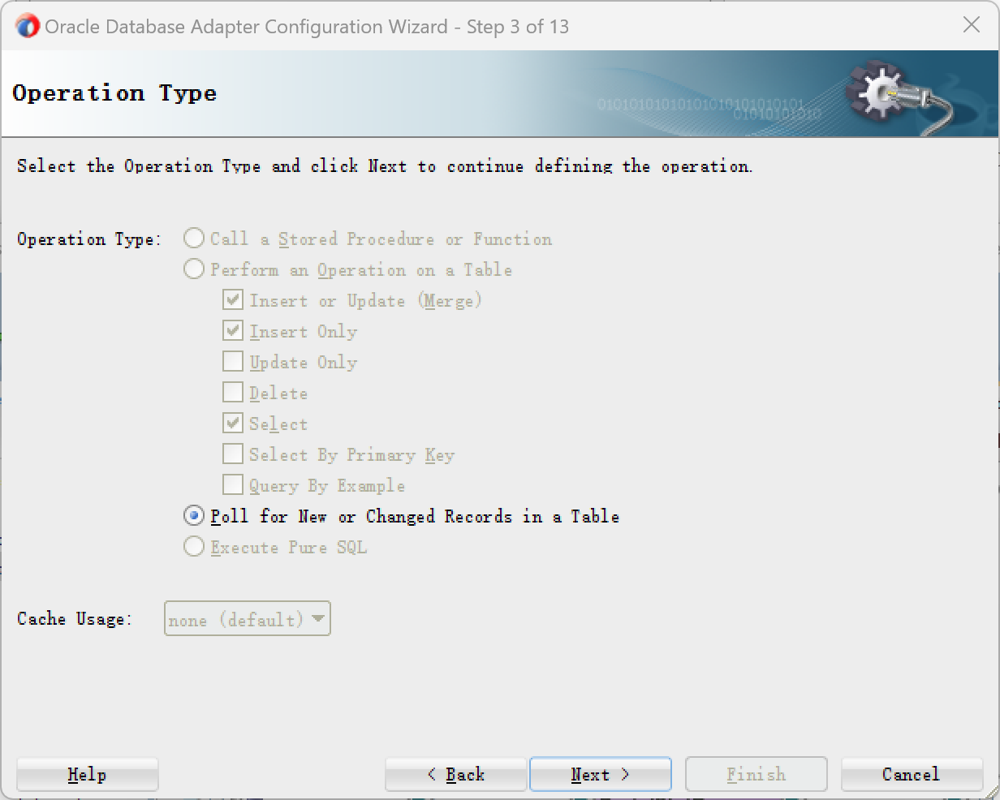 Oracle Database Adapter Configuration Wizard - Step 3 of 13
Operation Type
01010101010101010101010101
01010101010
Select the Operation Type and click Next to continue defining the operation.
Operation Type:
Call a Stored Procedure or Function
Perform an Operation on a Table
Insert or Update (Merge)
Insert Only
Update Only
Delete
Select
Select By Primary Key
Query By Example
Poll for New or Changed Records in a Table
Execute Pure SQL
Cache Usage: none (default)
Help < Back Next > Finish Cancel